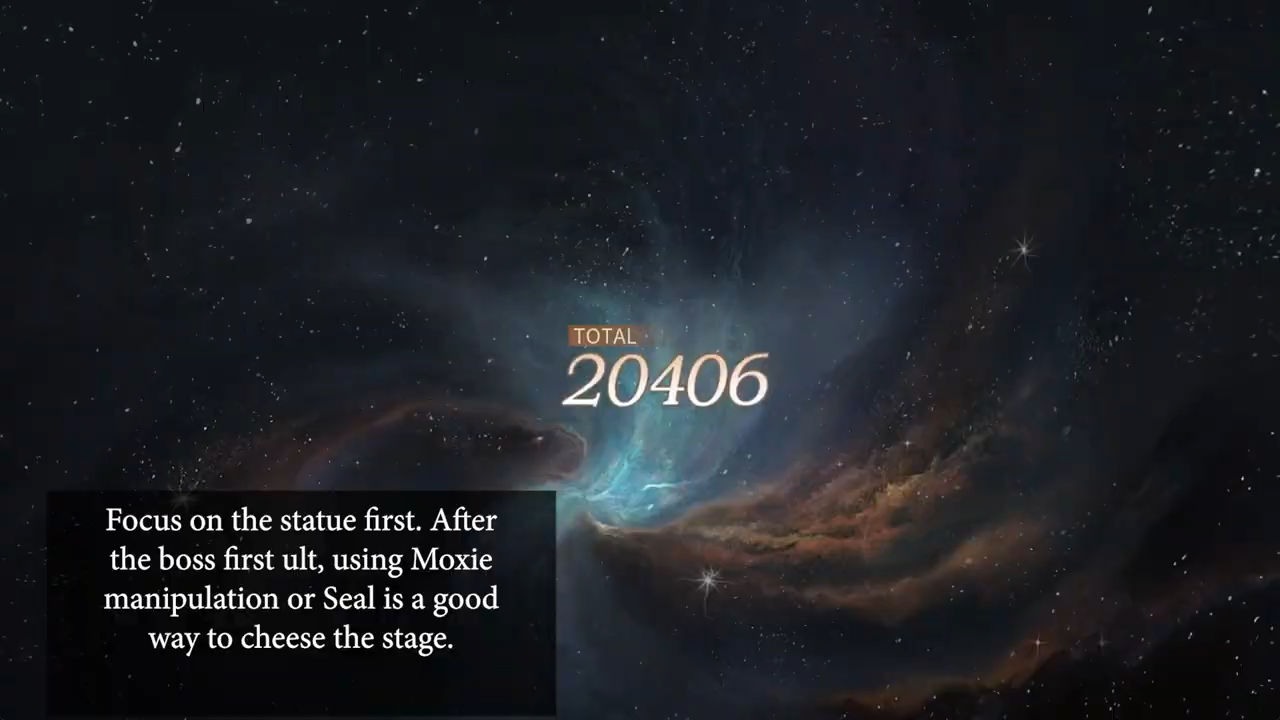 TOTAL
20406
Focus on the statue first. After
the boss first ult, using Moxie
manipulation or Seal is a good
way to cheese the stage.